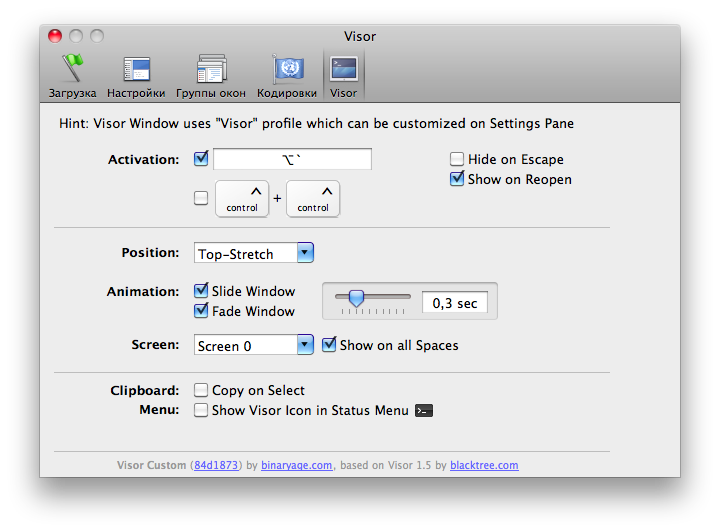 Visor
Загрузка Настройки Группы окон Кодировки Visor
Hint: Visor Window uses "Visor" profile which can be customized on Settings Pane
Activation: ⌥` Hide on Escape
Show on Reopen
^ control + ^ control
Position: Top-Stretch
Animation: Slide Window 0,3 sec
Fade Window
Screen: Screen 0 Show on all Spaces
Clipboard: Copy on Select
Menu: Show Visor Icon in Status Menu
Visor Custom (84d1873) by binaryage.com, based on Visor 1.5 by blacktree.com